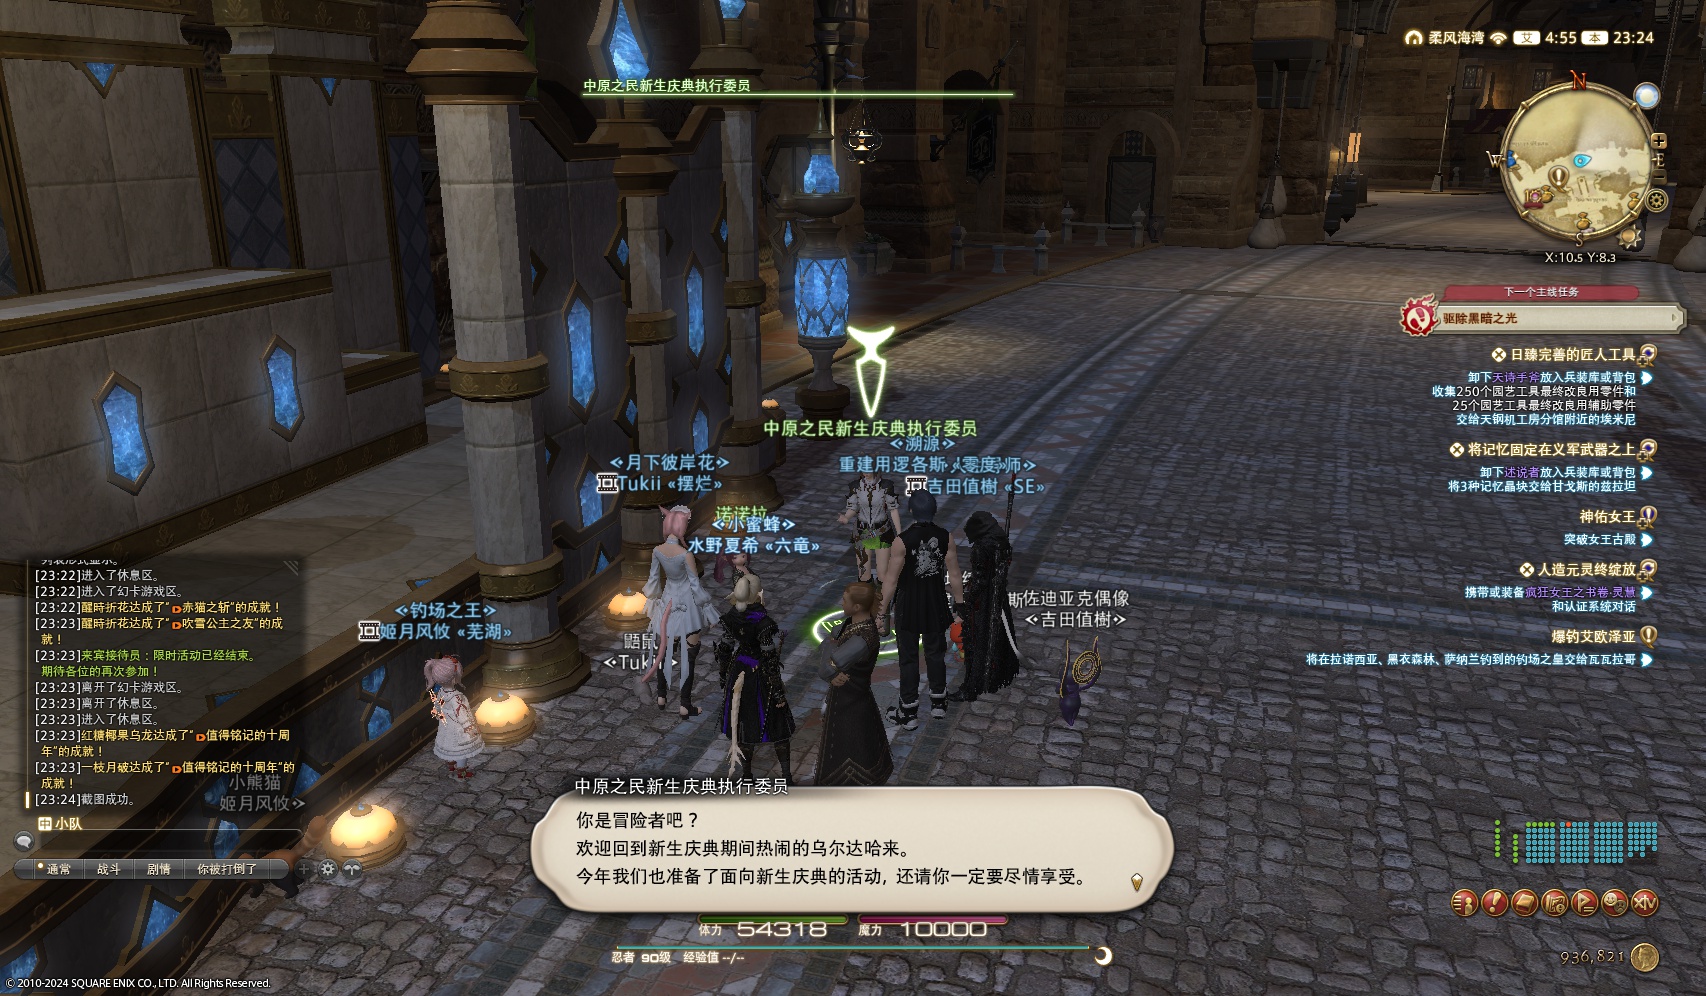 中原之民新生庆典执行委员
柔风海湾 艾 4:55 本 23:24
N
W
E
S
X:10.5 Y:8.3
下一个主线任务
驱除黑暗之光
日臻完善的匠人工具
卸下天诗手斧放入兵装库或背包
收集250个园艺工具最终改良用零件和
25个园艺工具最终改良用辅助零件
交给天钢机工房分馆附近的埃米尼
将记忆固定在义军武器之上
卸下述说者放入兵装库或背包
将3种记忆晶块交给甘戈斯的兹拉坦
神佑女王
突破女王古殿
人造元灵终绽放
携带或装备疯狂女王之书卷·灵慧
和认证系统对话
爆钓艾欧泽亚
将在拉诺西亚、黑衣森林、萨纳兰钓到的钓场之皇交给瓦瓦拉哥
中原之民新生庆典执行委员
<溯源>
重建用逻各斯
吉田值樹 «SE»
<月下彼岸花>
Tukii «摆烂»
诺诺拉
<小蜜蜂>
水野夏希 «六竜»
<钓场之王>
姬月风攸 «芜湖»
鼯鼠
佐迪亚克偶像
<吉田值樹>
[23:22]进入了休息区。
[23:22]进入了幻卡游戏区。
[23:22]醒時折花达成了“赤猫之斩”的成就！
[23:23]醒時折花达成了“吹雪公主之友”的成
就！
[23:23]来宾接待员：限时活动已经结束。
期待各位的再次参加！
[23:23]离开了幻卡游戏区。
[23:23]离开了休息区。
[23:23]进入了休息区。
[23:23]红糖椰果乌龙达成了“值得铭记的十周
年”的成就！
[23:23]一枝月破达成了“值得铭记的十周年”的
成就！
[23:24]截图成功。
小熊猫
姬月风攸>
中 小队
通常 战斗 剧情 你被打倒了
中原之民新生庆典执行委员
你是冒险者吧？
欢迎回到新生庆典期间热闹的乌尔达哈来。
今年我们也准备了面向新生庆典的活动，还请你一定要尽情享受。
体力 54318 魔力 10000
忍者 90级 经验值 --/--
XIV
936,821
© 2010-2024 SQUARE ENIX CO., LTD. All Rights Reserved.